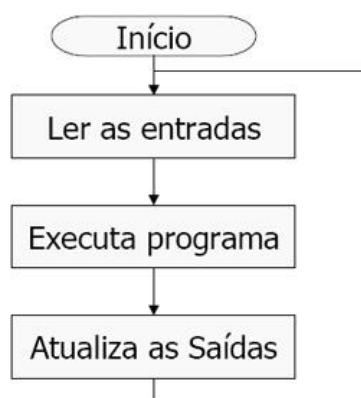 Início
Ler as entradas
Executa programa
Atualiza as Saídas